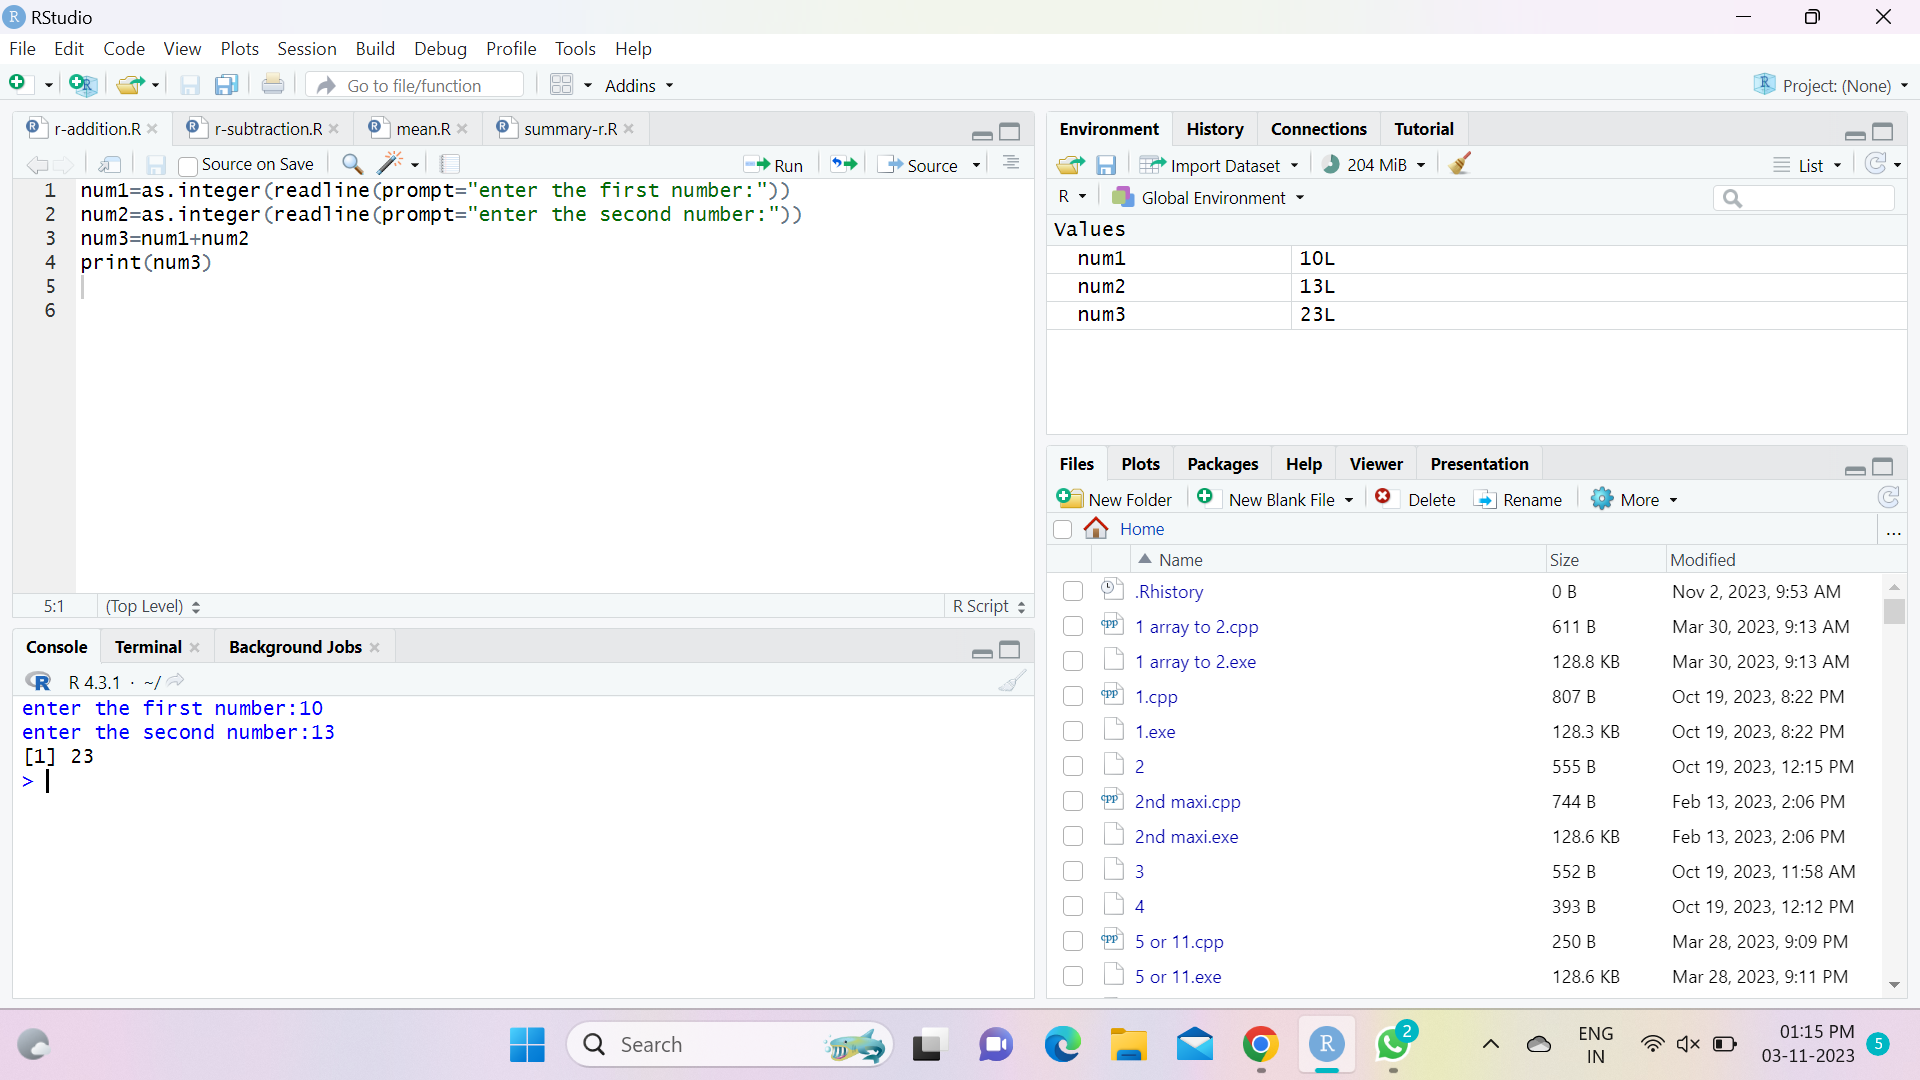 RStudio
File Edit Code View Plots Session Build Debug Profile Tools Help
Go to file/function Addins Project: (None)
r-addition.R r-subtraction.R mean.R summary-r.R
Source on Save Run Source
1 num1=as.integer(readline(prompt="enter the first number:"))
2 num2=as.integer(readline(prompt="enter the second number:"))
3 num3=num1+num2
4 print(num3)
5
6
5:1 (Top Level) R Script
Console Terminal Background Jobs
R 4.3.1 · ~/
enter the first number:10
enter the second number:13
[1] 23
>
Environment History Connections Tutorial
Import Dataset 204 MiB List
R Global Environment
Values
num1 10L
num2 13L
num3 23L
Files Plots Packages Help Viewer Presentation
New Folder New Blank File Delete Rename More
Home ...
Name Size Modified
.Rhistory 0 B Nov 2, 2023, 9:53 AM
1 array to 2.cpp 611 B Mar 30, 2023, 9:13 AM
1 array to 2.exe 128.8 KB Mar 30, 2023, 9:13 AM
1.cpp 807 B Oct 19, 2023, 8:22 PM
1.exe 128.3 KB Oct 19, 2023, 8:22 PM
2 555 B Oct 19, 2023, 12:15 PM
2nd maxi.cpp 744 B Feb 13, 2023, 2:06 PM
2nd maxi.exe 128.6 KB Feb 13, 2023, 2:06 PM
3 552 B Oct 19, 2023, 11:58 AM
4 393 B Oct 19, 2023, 12:12 PM
5 or 11.cpp 250 B Mar 28, 2023, 9:09 PM
5 or 11.exe 128.6 KB Mar 28, 2023, 9:11 PM
Search 2 ENG 01:15 PM
IN 03-11-2023 5